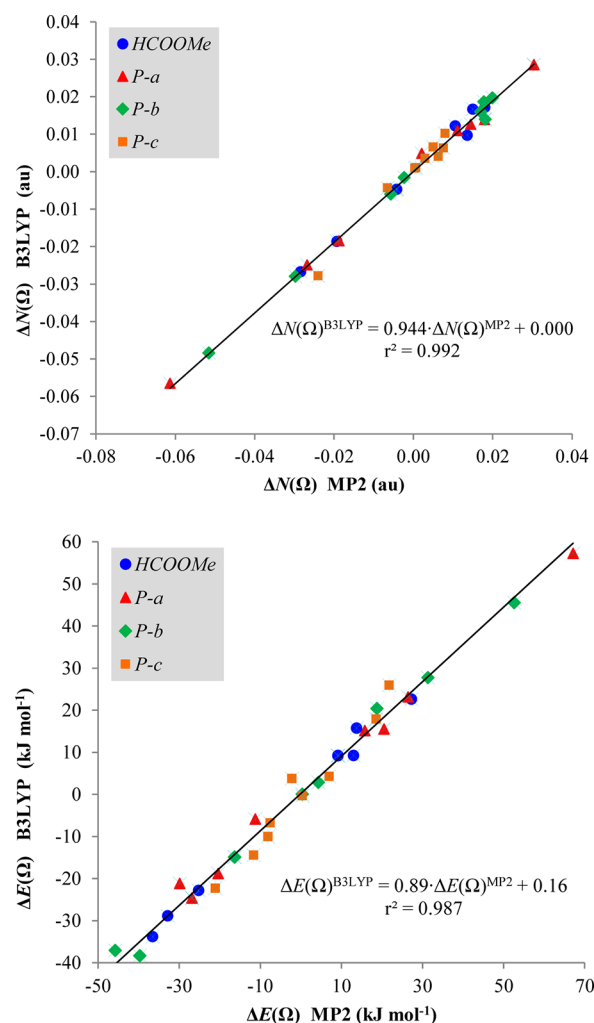 0.04
0.03
0.02
0.01
0.00
-0.01
-0.02
-0.03
-0.04
-0.05
-0.06
-0.07
ΔN(Ω) B3LYP (au)
HCOOMe
P-a
P-b
P-c
ΔN(Ω)ᴮ³ᴸʸᴾ = 0.944·ΔN(Ω)ᴹᴾ² + 0.000
r² = 0.992
-0.08 -0.06 -0.04 -0.02 0.00 0.02 0.04
ΔN(Ω) MP2 (au)
60
50
40
30
20
10
0
-10
-20
-30
-40
ΔE(Ω) B3LYP (kJ mol⁻¹)
HCOOMe
P-a
P-b
P-c
ΔE(Ω)ᴮ³ᴸʸᴾ = 0.89·ΔE(Ω)ᴹᴾ² + 0.16
r² = 0.987
-50 -30 -10 10 30 50 70
ΔE(Ω) MP2 (kJ mol⁻¹)